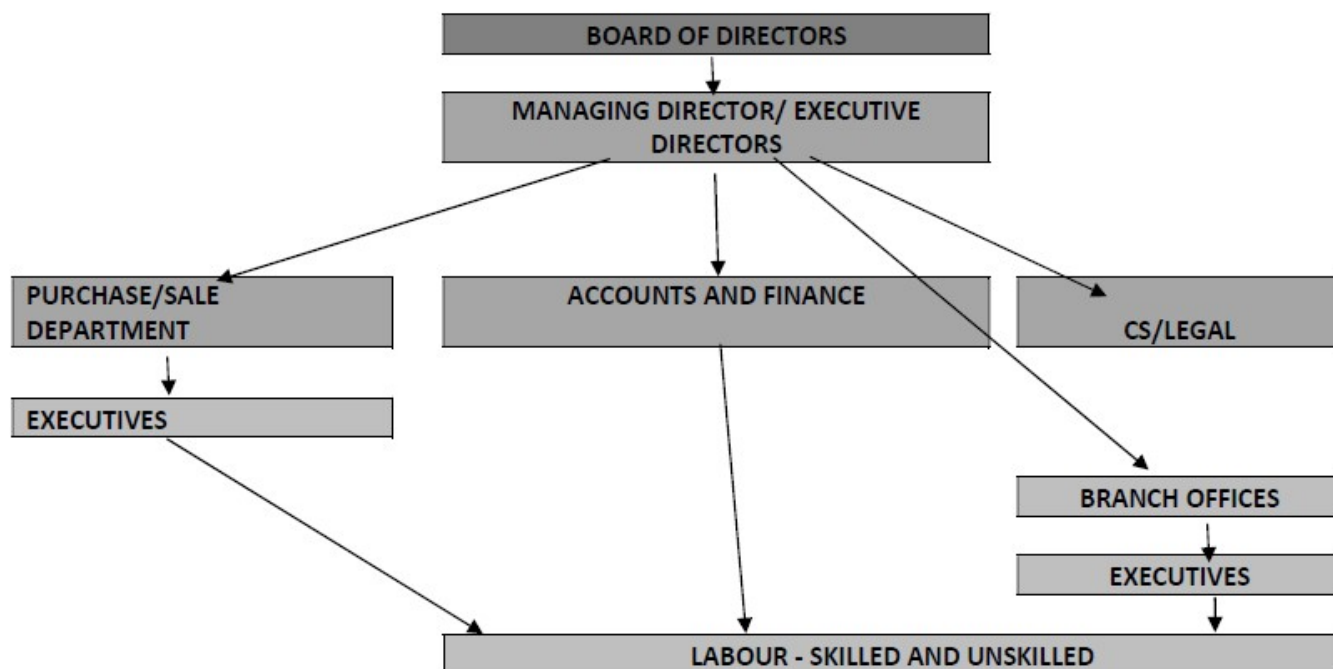 BOARD OF DIRECTORS
MANAGING DIRECTOR/ EXECUTIVE
DIRECTORS
PURCHASE/SALE
DEPARTMENT
ACCOUNTS AND FINANCE
CS/LEGAL
EXECUTIVES
BRANCH OFFICES
EXECUTIVES
LABOUR - SKILLED AND UNSKILLED